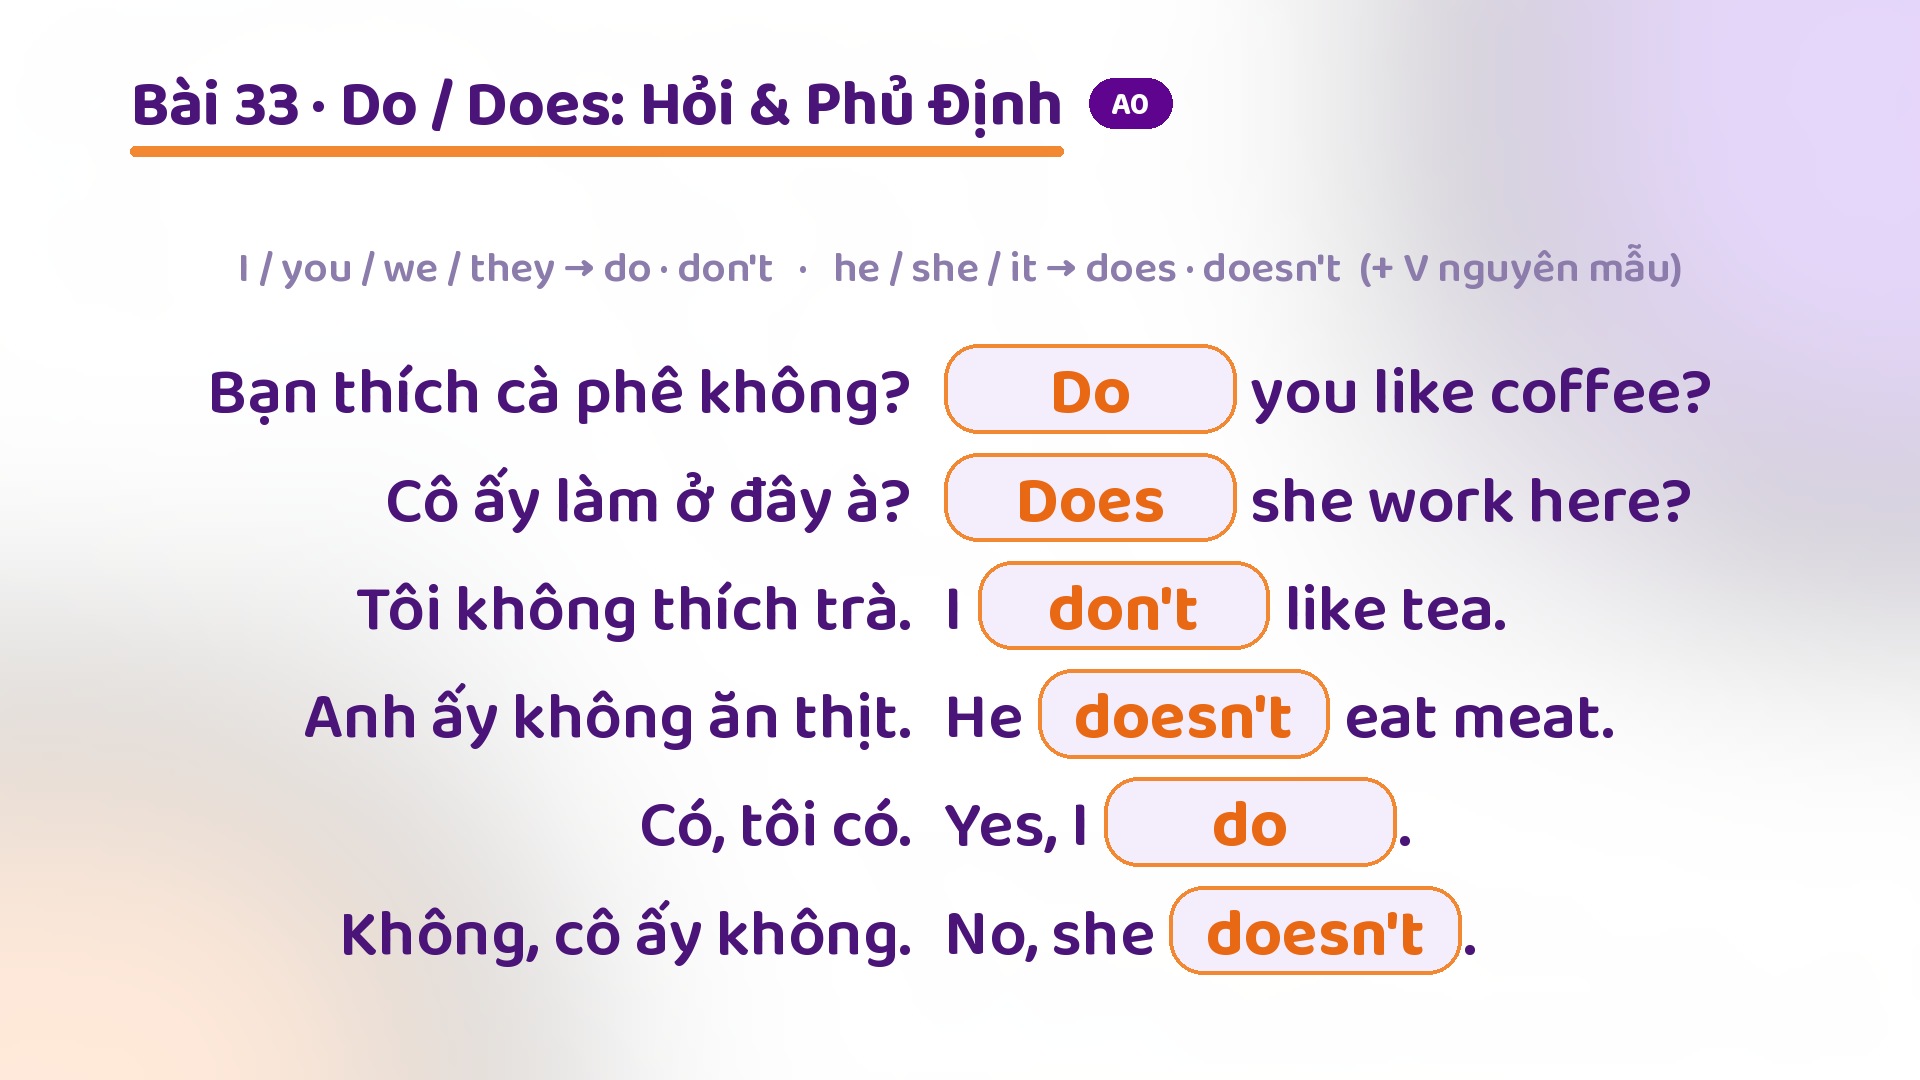 Bài 33 · Do / Does: Hỏi & Phủ Định A0
I / you / we / they → do · don't · he / she / it → does · doesn't (+ V nguyên mẫu)
Bạn thích cà phê không? Do you like coffee?
Cô ấy làm ở đây à? Does she work here?
Tôi không thích trà. I don't like tea.
Anh ấy không ăn thịt. He doesn't eat meat.
Có, tôi có. Yes, I do.
Không, cô ấy không. No, she doesn't.